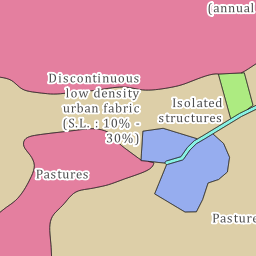 (annual
Discontinuous
low density
urban fabric
(S.L. : 10% -
30%)
Isolated
structures
Pastures
Pasture